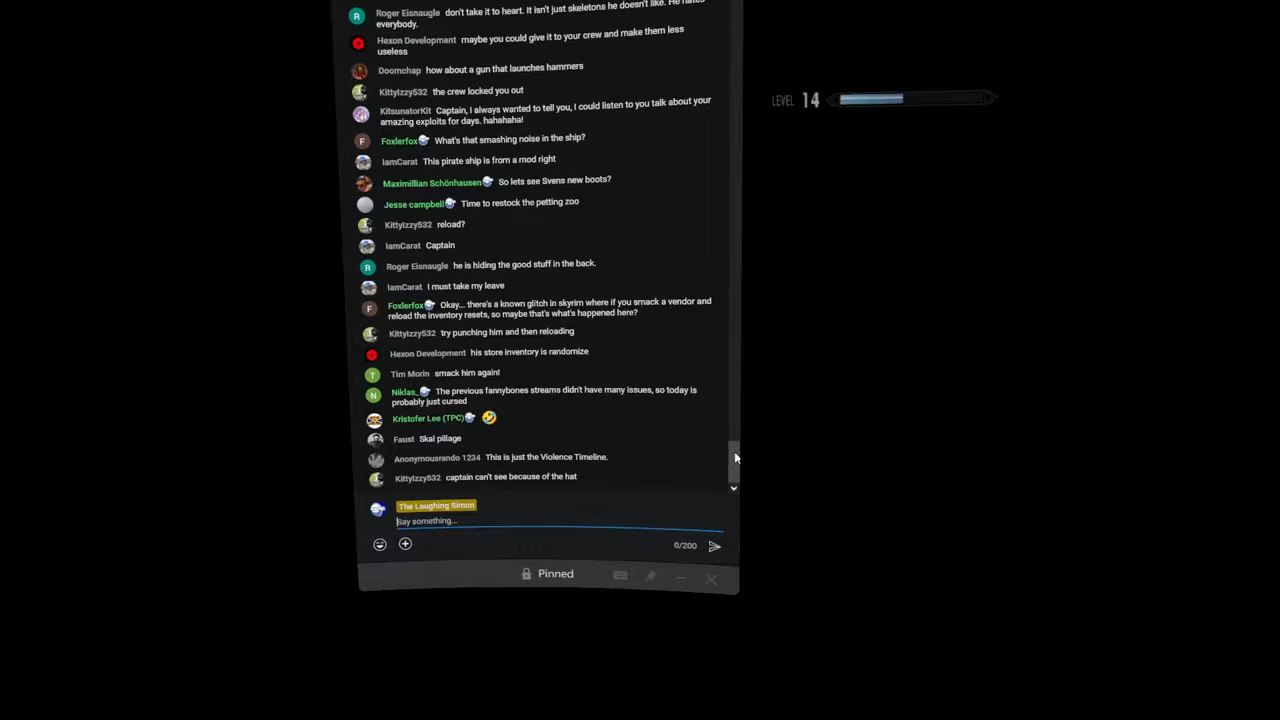 R Roger Eisnaugle don't take it to heart. It isn't just skeletons he doesn't like. He hates
everybody.
Hexon Development maybe you could give it to your crew and make them less
useless
Doomchap how about a gun that launches hammers
KittyIzzy532 the crew locked you out
KitsunatorKit Captain, I always wanted to tell you, I could listen to you talk about your
amazing exploits for days. hahahaha!
F Foxlerfox What's that smashing noise in the ship?
IamCarat This pirate ship is from a mod right
Maximillian Schönhausen So lets see Svens new boots?
Jesse campbell Time to restock the petting zoo
KittyIzzy532 reload?
IamCarat Captain
R Roger Eisnaugle he is hiding the good stuff in the back.
IamCarat I must take my leave
F Foxlerfox Okay... there's a known glitch in skyrim where if you smack a vendor and
reload the inventory resets, so maybe that's what's happened here?
KittyIzzy532 try punching him and then reloading
Hexon Development his store inventory is randomize
T Tim Morin smack him again!
N Niklas_ The previous fannybones streams didn't have many issues, so today is
probably just cursed
Kristofer Lee (TPC) 🤣
Faust Skal pillage
Anonymousrando 1234 This is just the Violence Timeline.
KittyIzzy532 captain can't see because of the hat
The Laughing Simon
Say something...
0/200
Pinned
LEVEL 14